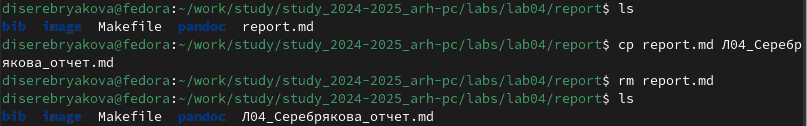 diserebryakova@fedora:~/work/study/study_2024-2025_arh-pc/labs/lab04/report$ ls
bib  image  Makefile  pandoc  report.md
diserebryakova@fedora:~/work/study/study_2024-2025_arh-pc/labs/lab04/report$ cp report.md Л04_Серебр
якова_отчет.md
diserebryakova@fedora:~/work/study/study_2024-2025_arh-pc/labs/lab04/report$ rm report.md
diserebryakova@fedora:~/work/study/study_2024-2025_arh-pc/labs/lab04/report$ ls
bib  image  Makefile  pandoc  Л04_Серебрякова_отчет.md